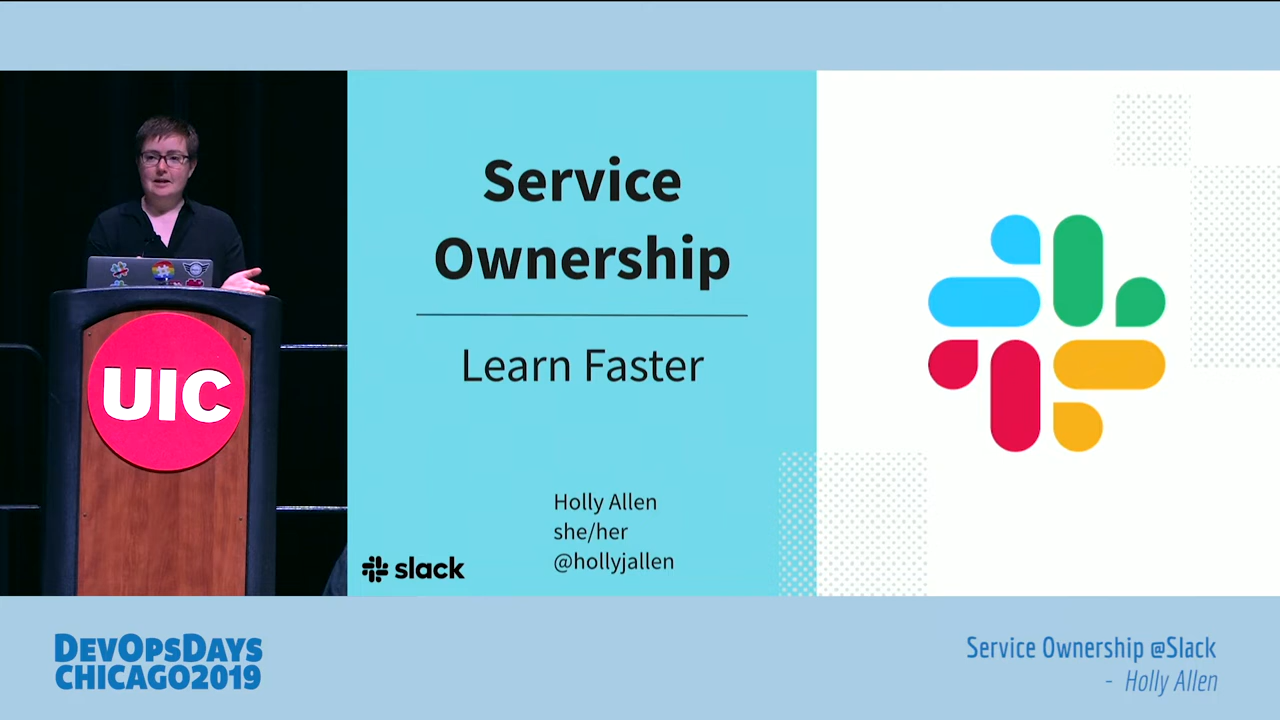 Service
Ownership
Learn Faster
Holly Allen
she/her
@hollyjallen
slack
UIC
DEVOPSDAYS
CHICAGO2019
Service Ownership @Slack
- Holly Allen